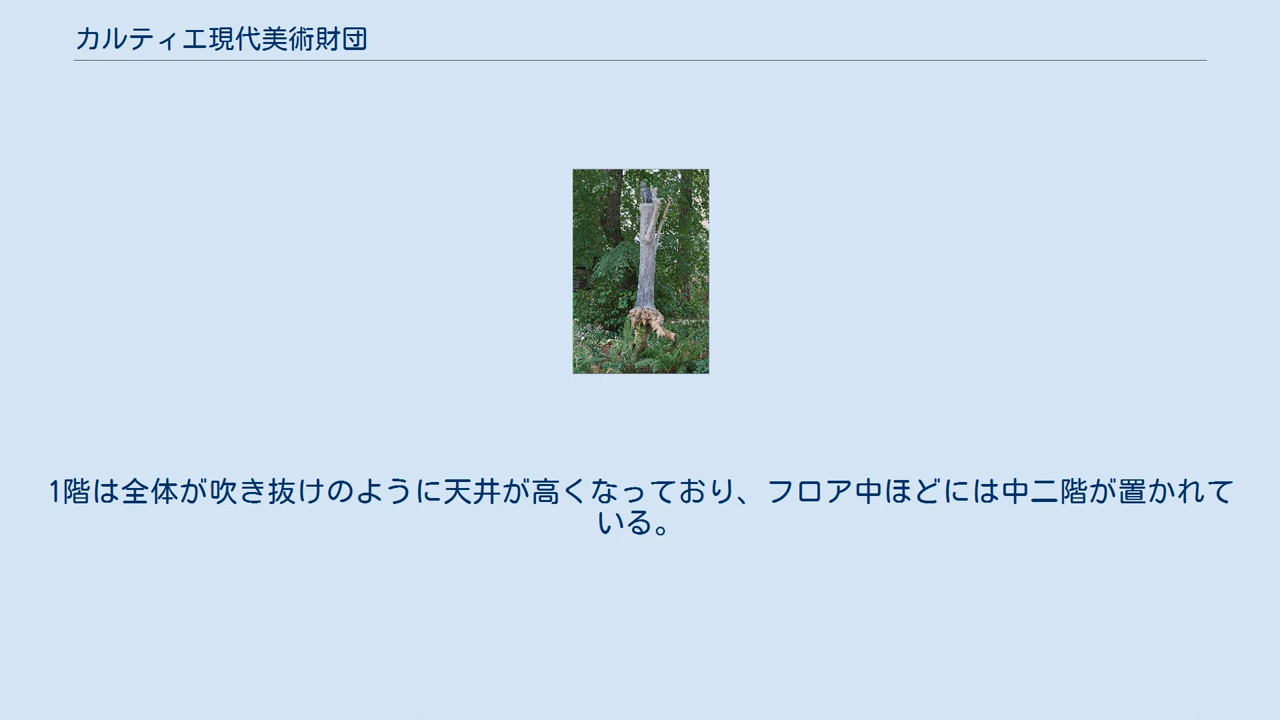 カルティエ現代美術財団
1階は全体が吹き抜けのように天井が高くなっており、フロア中ほどには中二階が置かれて
いる。